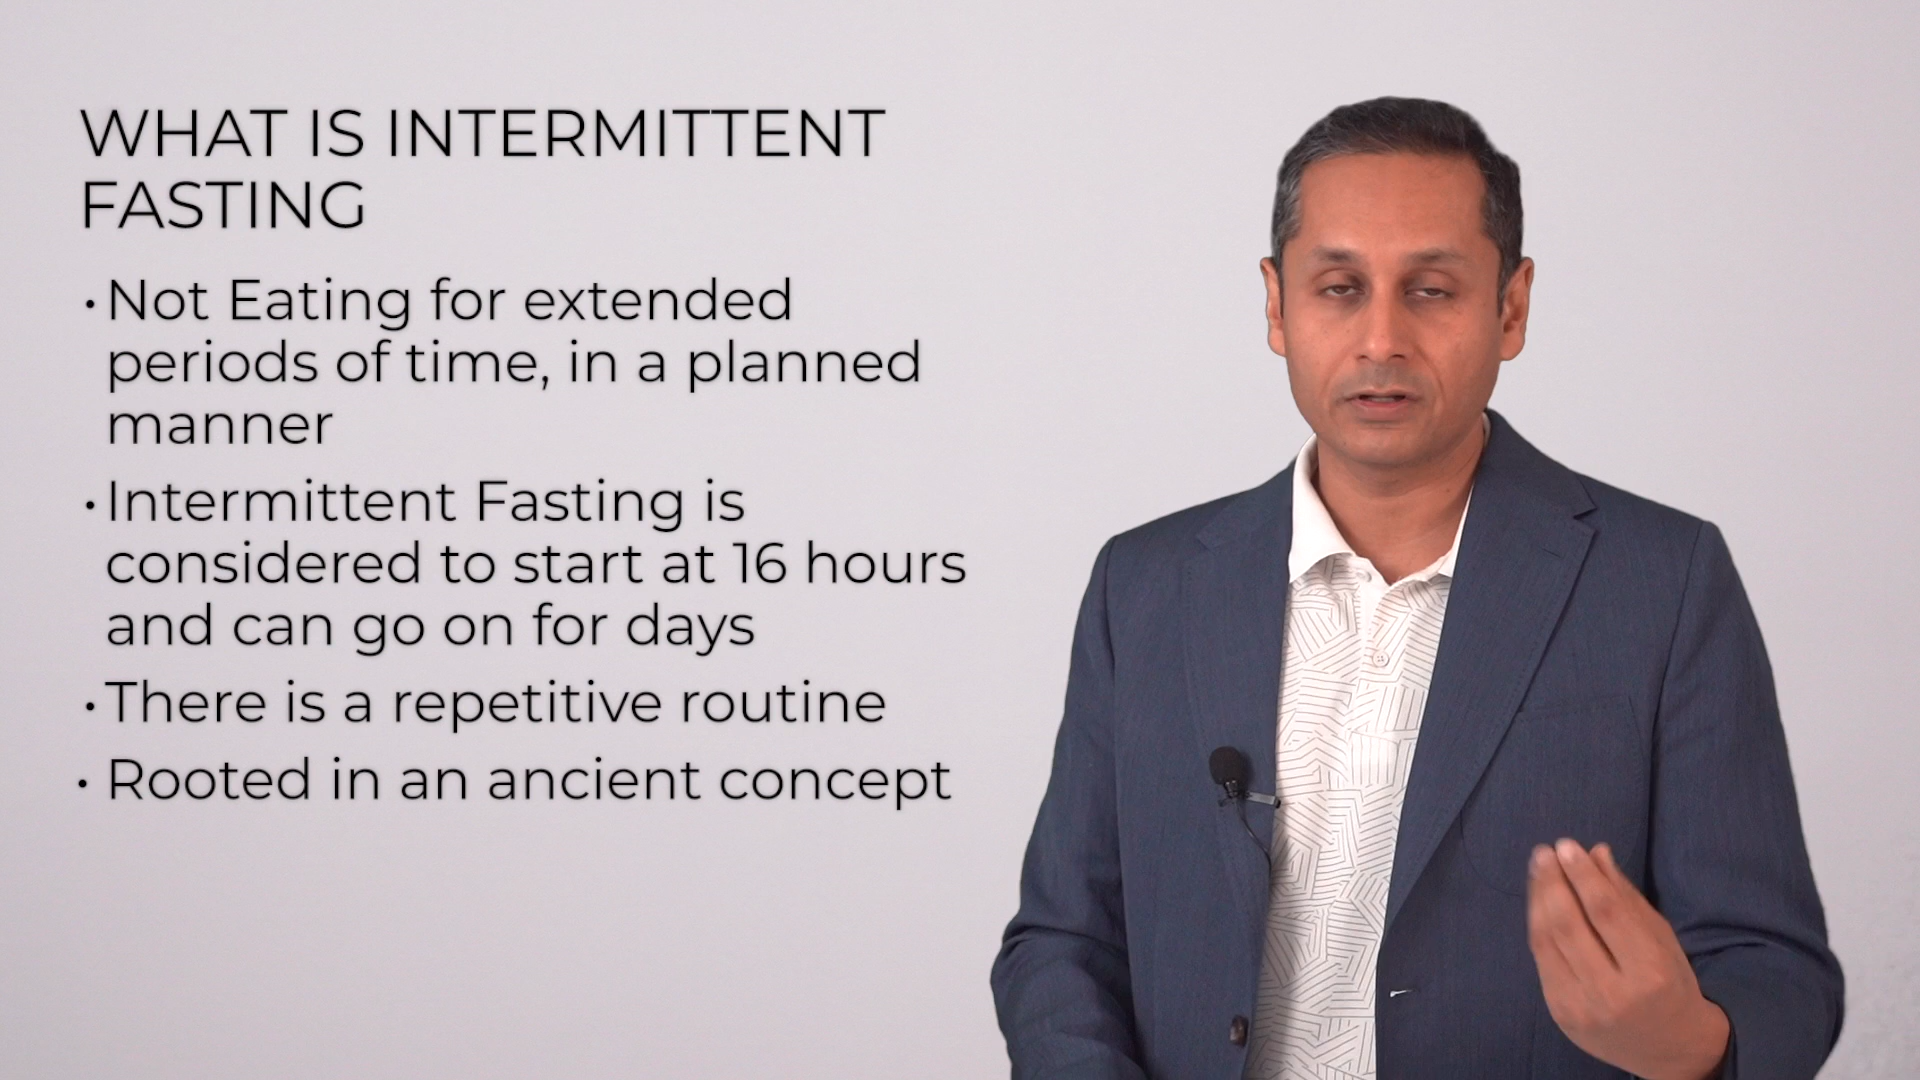 WHAT IS INTERMITTENT
FASTING
• Not Eating for extended
periods of time, in a planned
manner
• Intermittent Fasting is
considered to start at 16 hours
and can go on for days
• There is a repetitive routine
• Rooted in an ancient concept